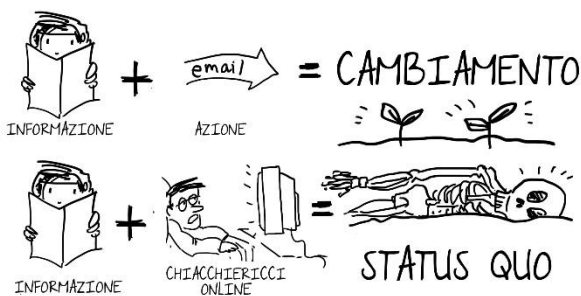 email
+
= CAMBIAMENTO
INFORMAZIONE
AZIONE
+
=
INFORMAZIONE
CHIACCHIERICCI
ONLINE
STATUS QUO